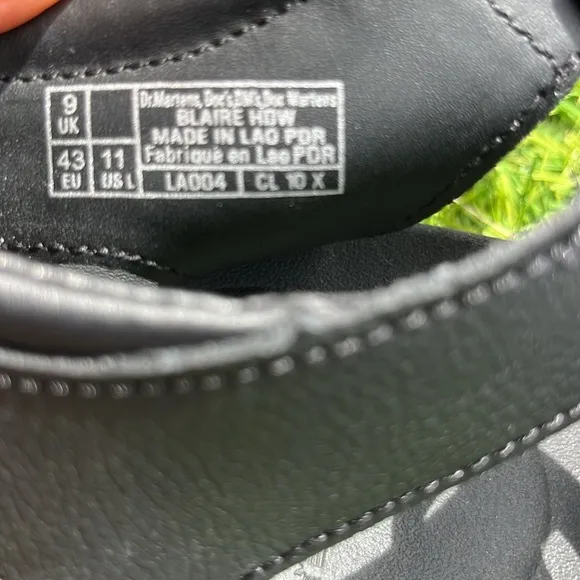 9 UK
43 EU
11 US L
Dr.Martens, Doc's, DM's, Doc Martens
BLAIRE HDW
MADE IN LAO PDR
Fabriqué en Lao PDR
LA004
CL 10 X